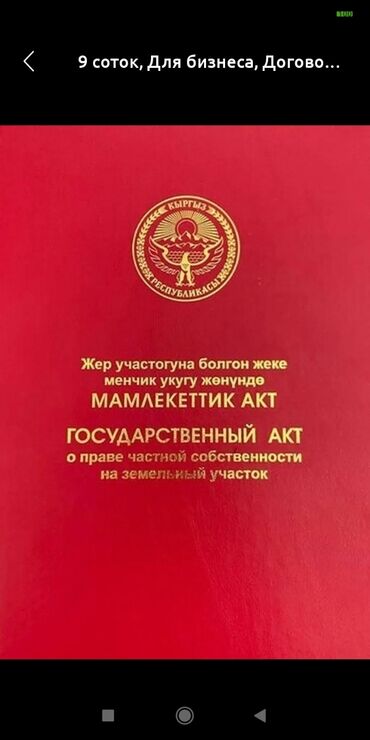 9 соток, Для бизнеса, Догово...
КЫРГЫЗ
РЕСПУБЛИКАСЫ
Жер участогуна болгон жеке
менчик укугу жөнүндө
МАМЛЕКЕТТИК АКТ
ГОСУДАРСТВЕННЫЙ АКТ
о праве частной собственности
на земельный участок